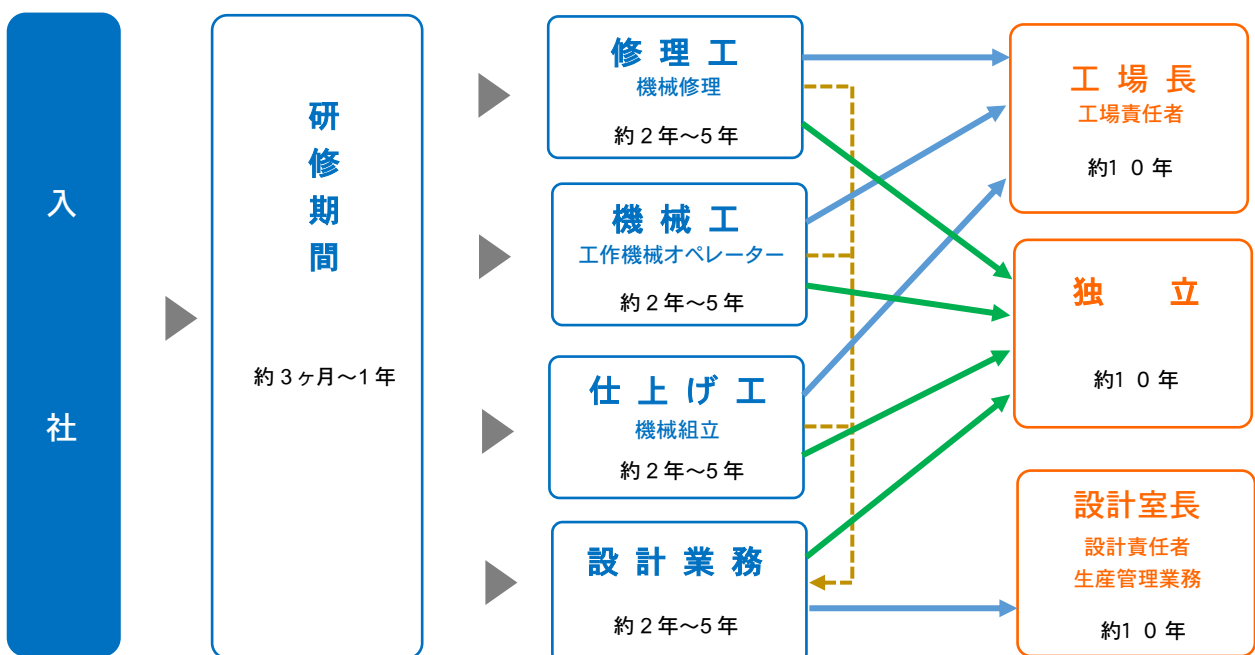 入社
研修期間
約3ヶ月～1年
修理工
機械修理
約2年～5年
機械工
工作機械オペレーター
約2年～5年
仕上げ工
機械組立
約2年～5年
設計業務
約2年～5年
工場長
工場責任者
約10年
独立
約10年
設計室長
設計責任者
生産管理業務
約10年